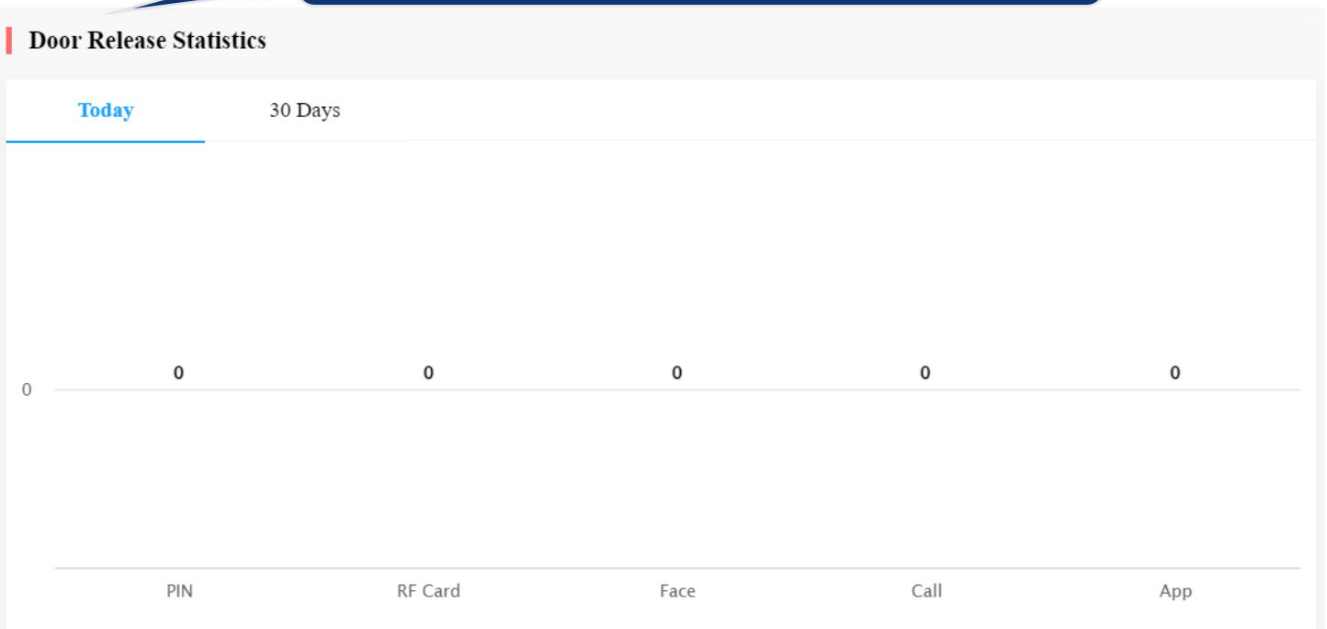 Door Release Statistics
Today 30 Days
0 0 0 0 0
0
PIN RF Card Face Call App